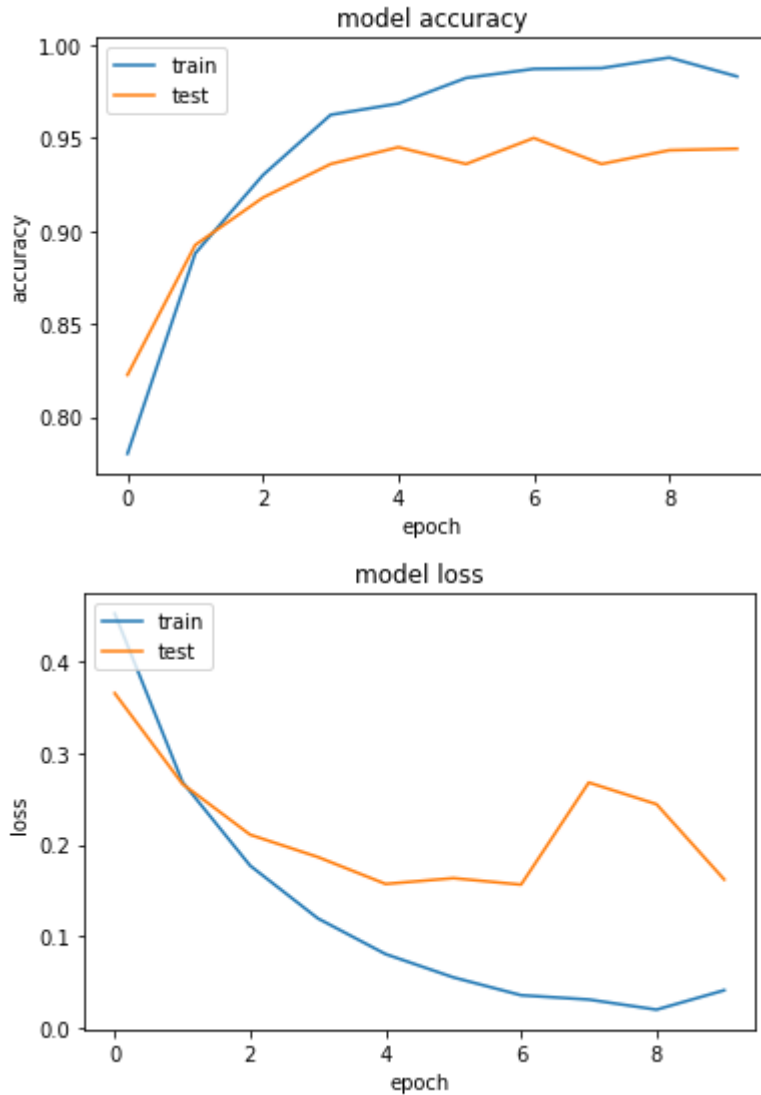 model accuracy
1.00
train
test
0.95
0.90
accuracy
0.85
0.80
0 2 4 6 8
epoch
model loss
train
test
0.4
0.3
loss
0.2
0.1
0.0
0 2 4 6 8
epoch